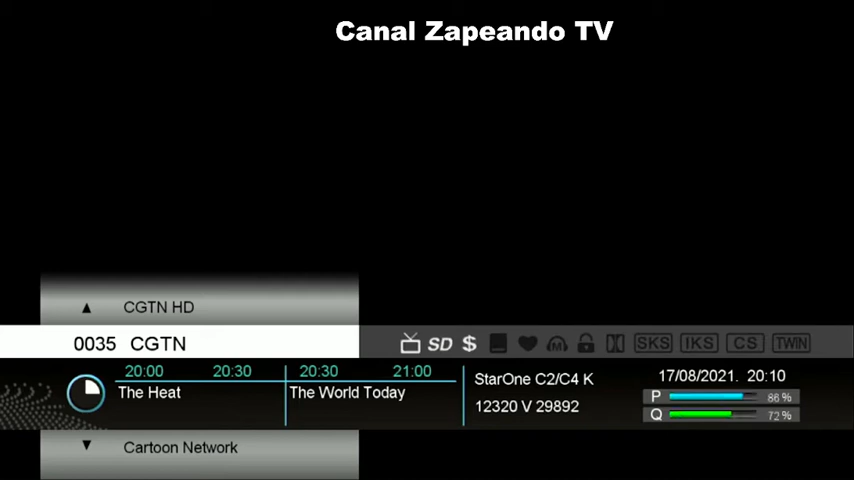 Canal Zapeando TV
▲ CGTN HD
0035 CGTN SD $ SKS IKS CS TWIN
20:00 20:30 20:30 21:00
The Heat The World Today
StarOne C2/C4 K
12320 V 29892
17/08/2021. 20:10
P 86 %
Q 72 %
▼ Cartoon Network